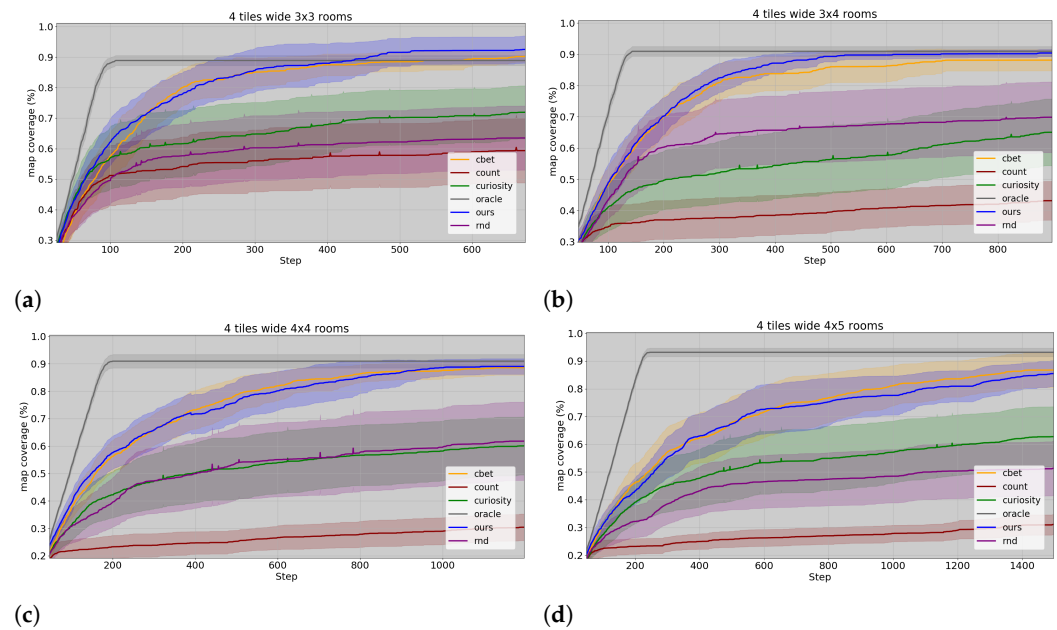 4 tiles wide 3x3 rooms
1.0
0.9
0.8
0.7
0.6
0.5
0.4
0.3
map coverage (%)
100 200 300 400 500 600
Step
cbet
count
curiosity
oracle
ours
rnd
(a)
4 tiles wide 3x4 rooms
1.0
0.9
0.8
0.7
0.6
0.5
0.4
0.3
map coverage (%)
100 200 300 400 500 600 700 800
Step
cbet
count
curiosity
oracle
ours
rnd
(b)
4 tiles wide 4x4 rooms
1.0
0.9
0.8
0.7
0.6
0.5
0.4
0.3
0.2
map coverage (%)
200 400 600 800 1000
Step
cbet
count
curiosity
oracle
ours
rnd
(c)
4 tiles wide 4x5 rooms
1.0
0.9
0.8
0.7
0.6
0.5
0.4
0.3
0.2
map coverage (%)
200 400 600 800 1000 1200 1400
Step
cbet
count
curiosity
oracle
ours
rnd
(d)